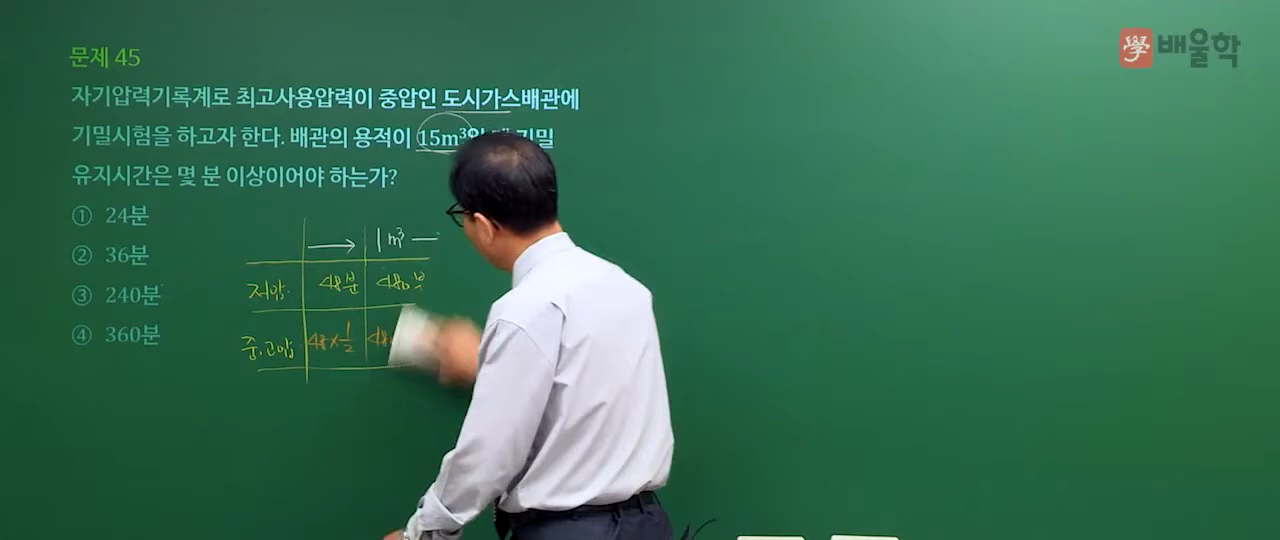 學 배울학
문제 45
자기압력기록계로 최고사용압력이 중압인 도시가스배관에
기밀시험을 하고자 한다. 배관의 용적이 15m³일 때 기밀
유지시간은 몇 분 이상이어야 하는가?
① 24분
② 36분
③ 240분
④ 360분
1m³
저압 48분 480분
중.고압 48×1/2 48